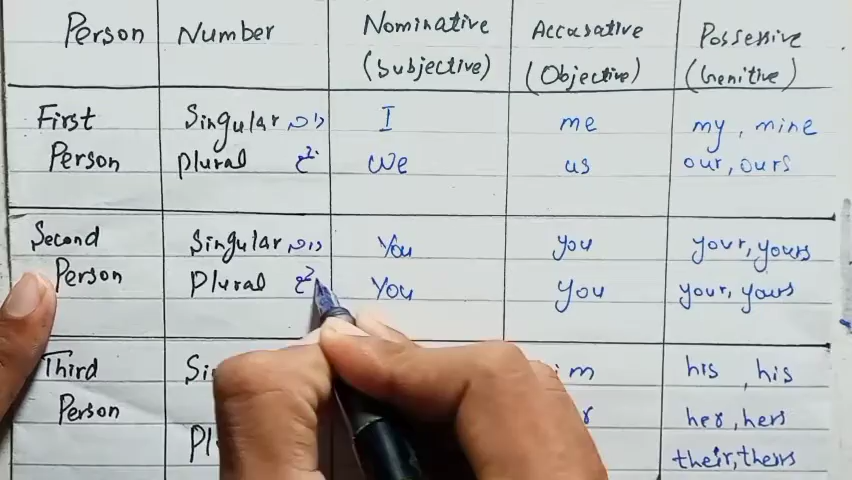 Person Number Nominative Accusative Possessive
(Subjective) (Objective) (Genitive)
First Singular واحد I me my, mine
Person Plural جمع We us our, ours
Second Singular واحد You you your, yours
Person Plural جمع You you your, yours
Third his, his
Person her, hers
their, theirs